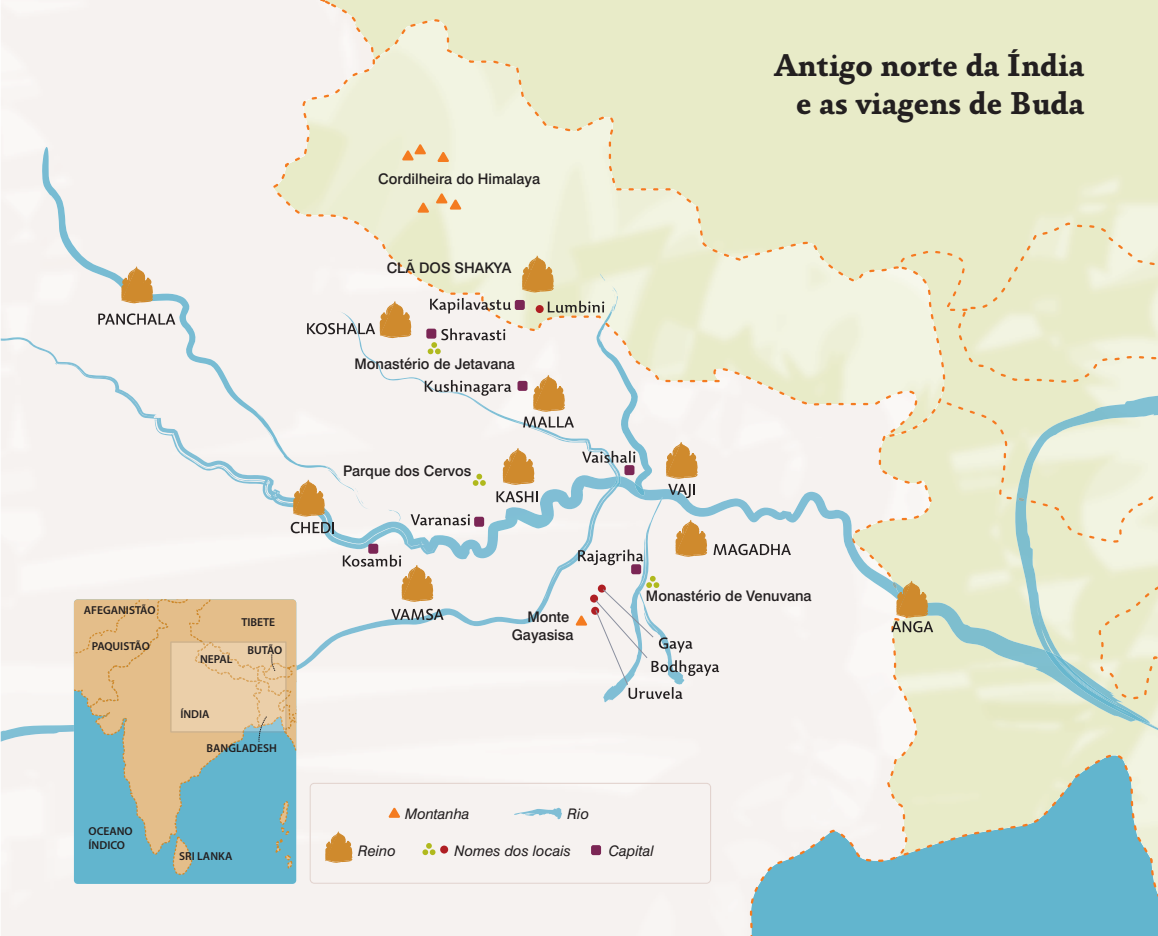 Antigo norte da Índia
e as viagens de Buda
Cordilheira do Himalaya
CLÃ DOS SHAKYA
Kapilavastu
Lumbini
PANCHALA
KOSHALA
Shravasti
Monastério de Jetavana
Kushinagara
MALLA
Vaishali
Parque dos Cervos
KASHI
VAJI
CHEDI
Varanasi
Kosambi
MAGADHA
Rajagriha
VAMSA
Monastério de Venuvana
Monte
Gayasisa
ANGA
Gaya
Bodhgaya
Uruvela
AFEGANISTÃO
TIBETE
PAQUISTÃO
BUTÃO
NEPAL
ÍNDIA
BANGLADESH
OCEANO
ÍNDICO
SRI LANKA
Montanha
Rio
Reino
Nomes dos locais
Capital